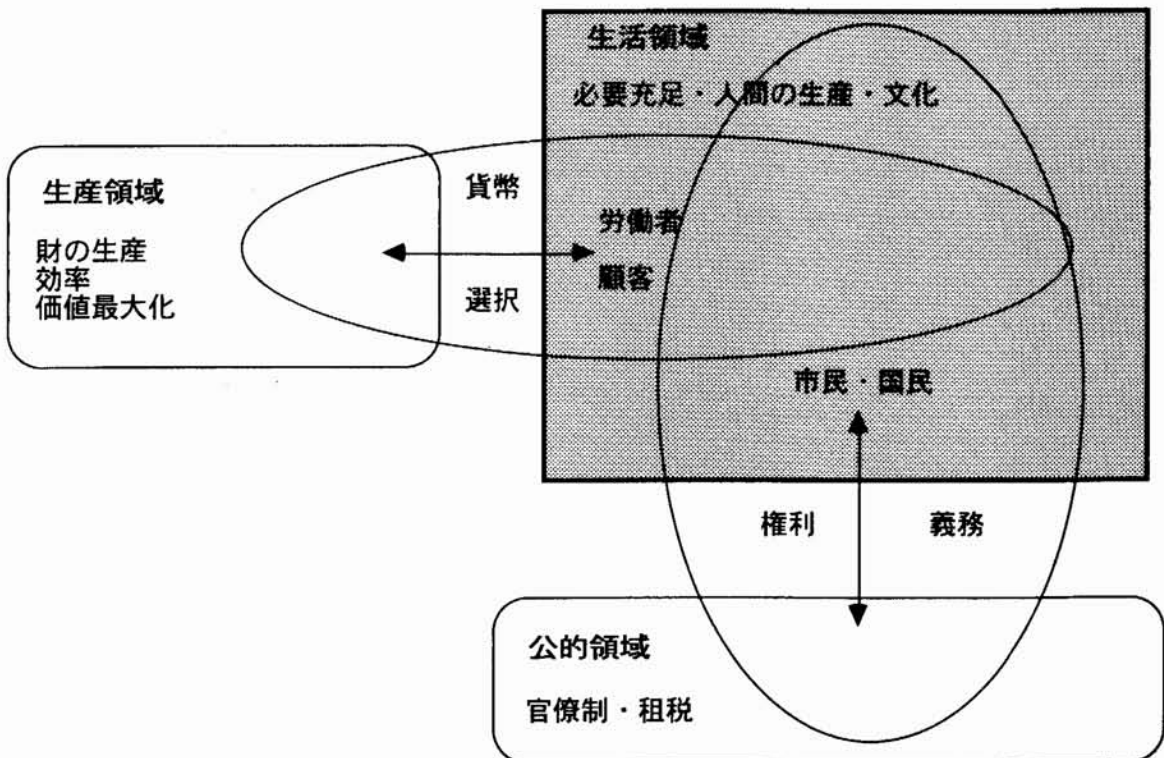 生活領域
必要充足・人間の生産・文化
生産領域
財の生産
効率
価値最大化
貨幣
選択
労働者
顧客
市民・国民
権利
義務
公的領域
官僚制・租税